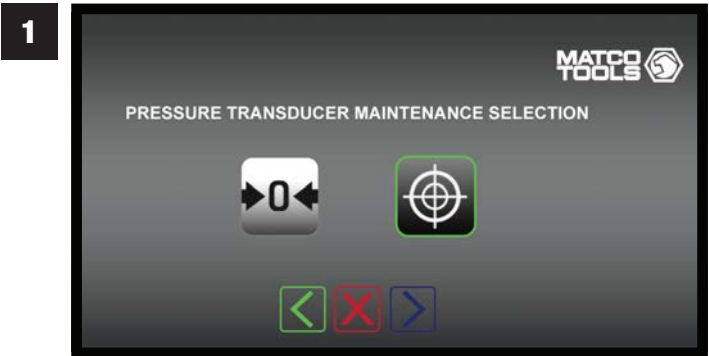 1
MATCO
TOOLS
PRESSURE TRANSDUCER MAINTENANCE SELECTION
0